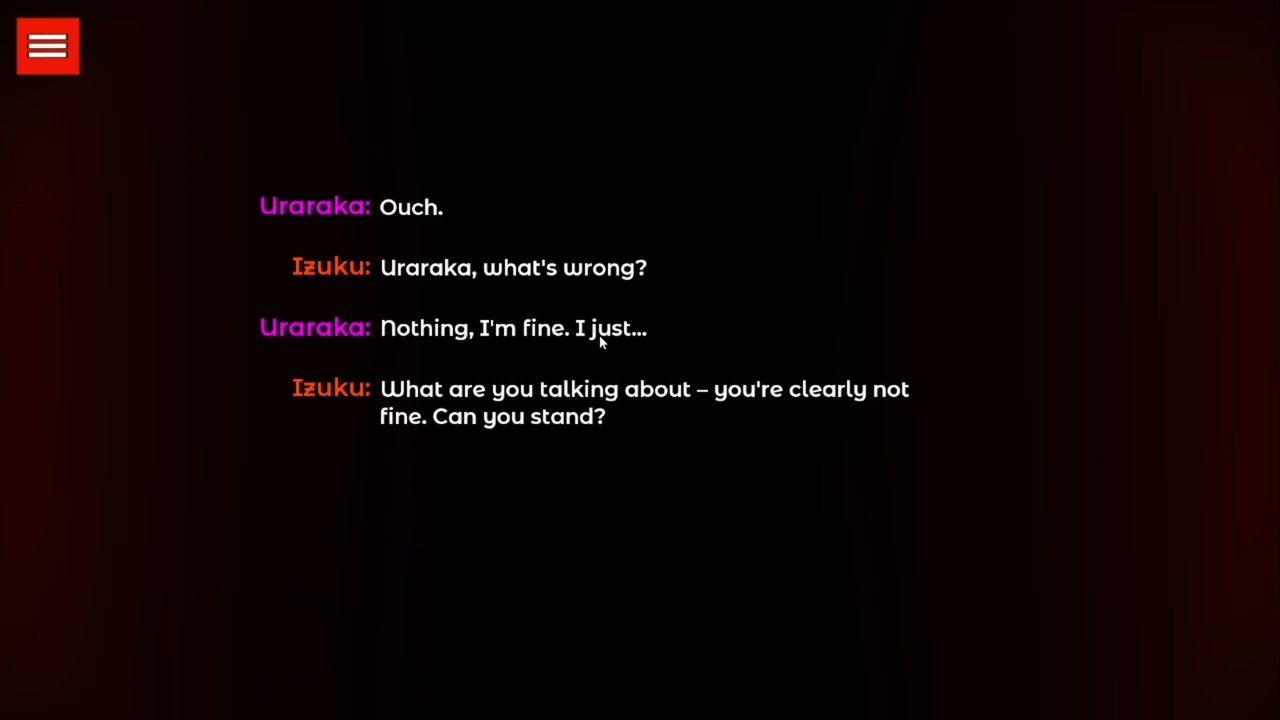 Uraraka: Ouch.
Izuku: Uraraka, what's wrong?
Uraraka: Nothing, I'm fine. I just...
Izuku: What are you talking about – you're clearly not
fine. Can you stand?